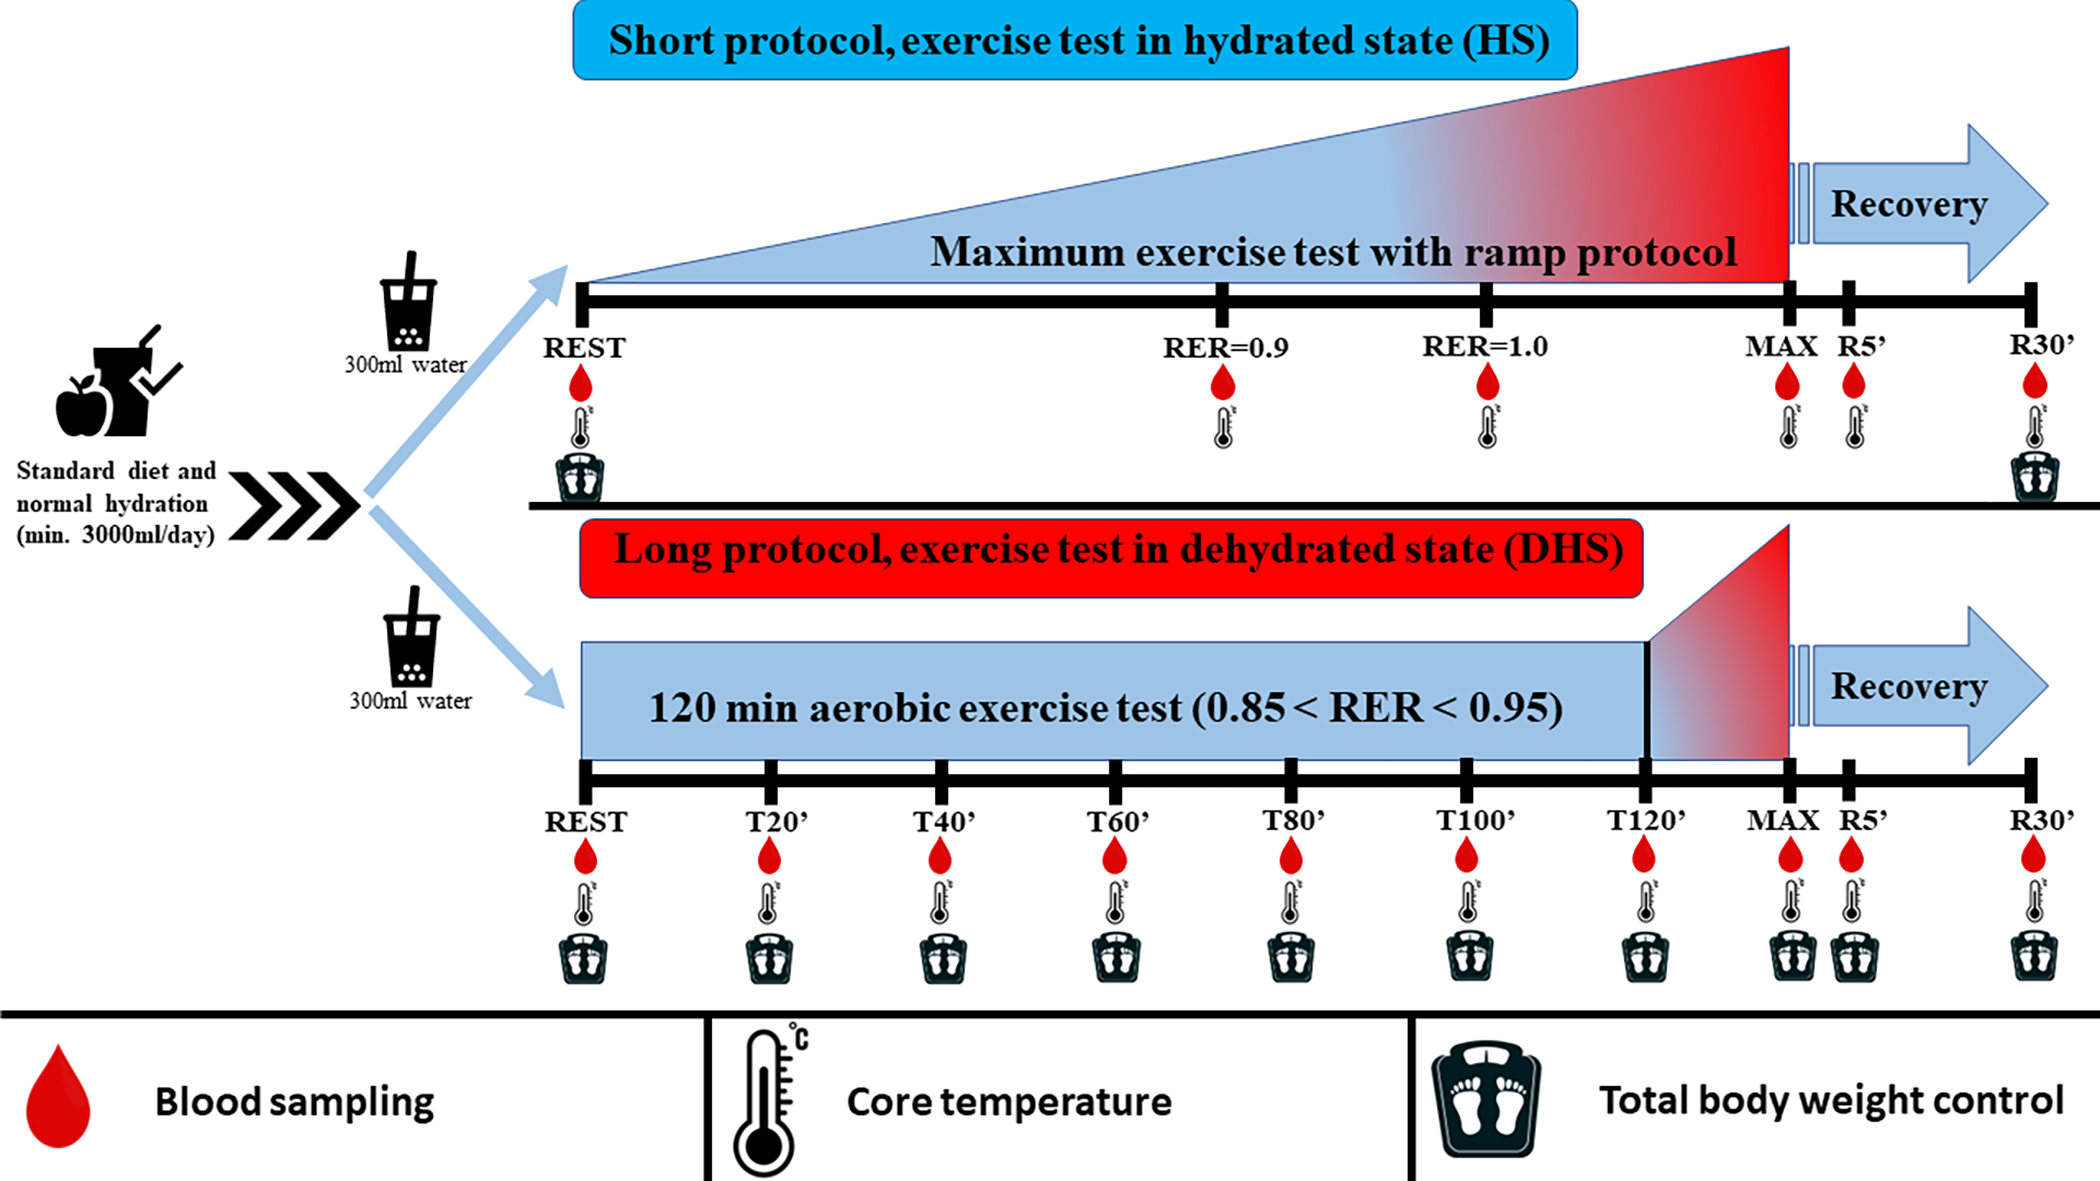 Short protocol, exercise test in hydrated state (HS)
Recovery
Maximum exercise test with ramp protocol
300ml water
REST
RER=0.9
RER=1.0
MAX
R5’
R30’
Standard diet and
normal hydration
(min. 3000ml/day)
Long protocol, exercise test in dehydrated state (DHS)
300ml water
120 min aerobic exercise test (0.85 < RER < 0.95)
Recovery
REST
T20’
T40’
T60’
T80’
T100’
T120’
MAX
R5’
R30’
°C
Blood sampling
Core temperature
Total body weight control